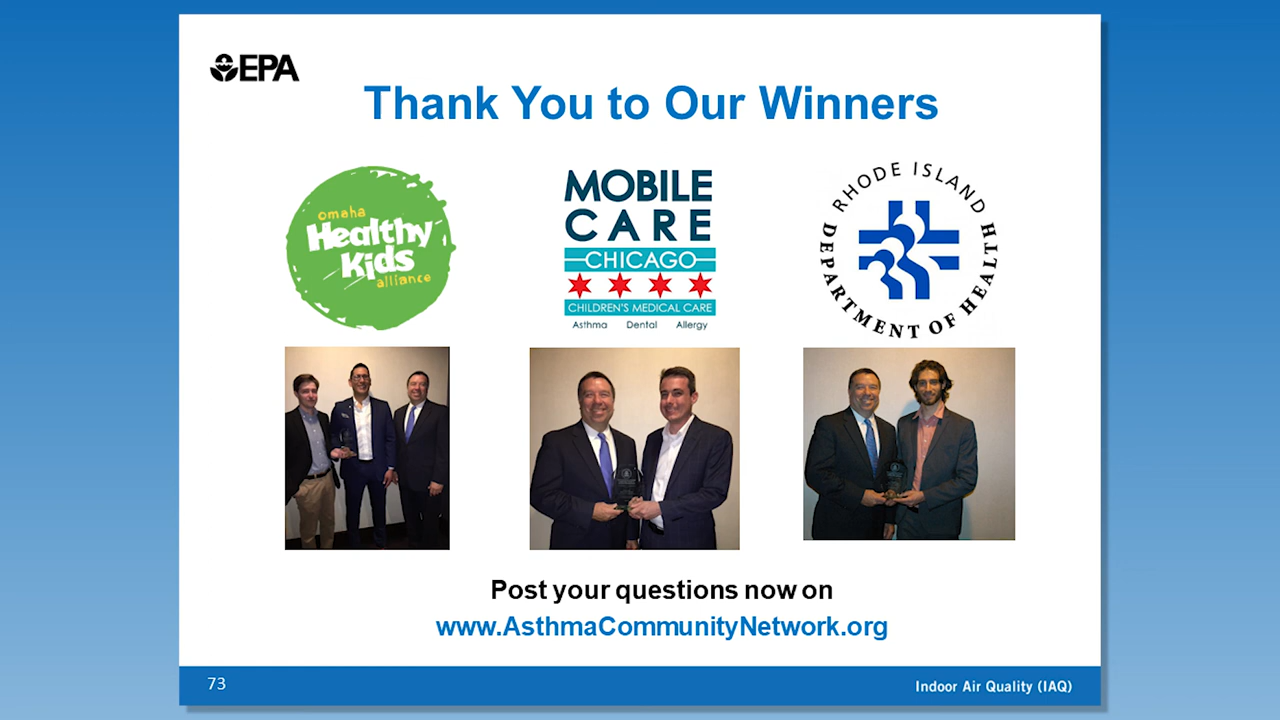 EPA
Thank You to Our Winners
omaha
Healthy
Kids
alliance
MOBILE
CARE
CHICAGO
CHILDREN'S MEDICAL CARE
Asthma Dental Allergy
RHODE ISLAND
DEPARTMENT OF HEALTH
Post your questions now on
www.AsthmaCommunityNetwork.org
73
Indoor Air Quality (IAQ)